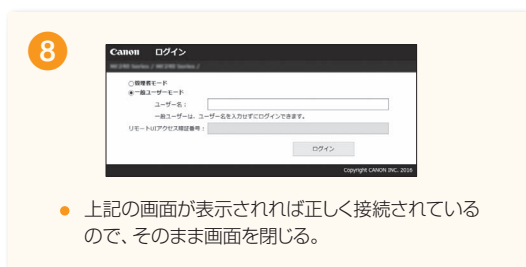 8
Canon ログイン
○管理者モード
◉一般ユーザーモード
ユーザー名：
一般ユーザーは、ユーザー名を入力せずにログインできます。
リモートUIアクセス暗証番号：
ログイン
Copyright CANON INC. 2016
● 上記の画面が表示されれば正しく接続されている
ので、そのまま画面を閉じる。